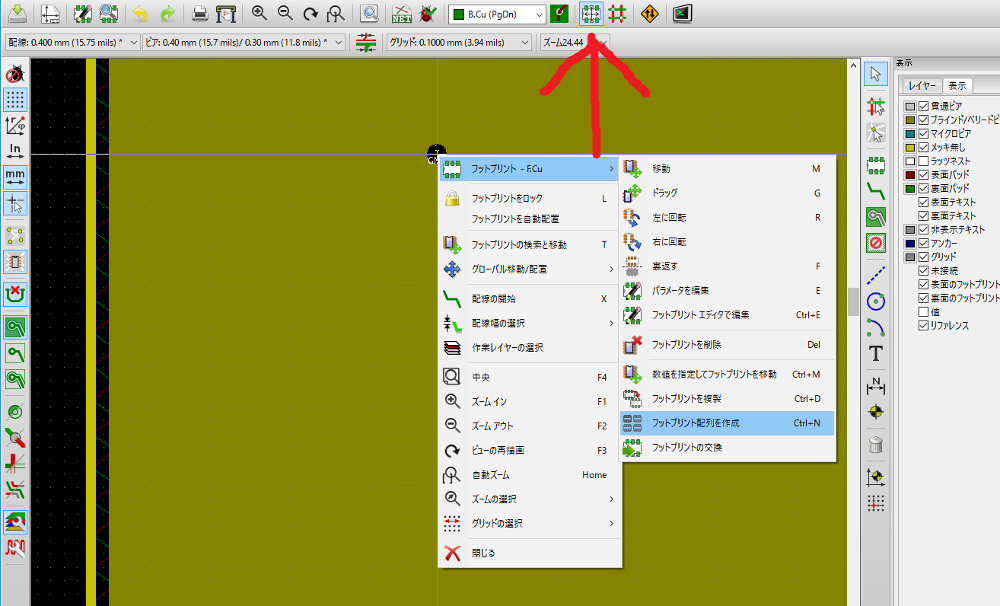 NET
B.Cu (PgDn)
配線: 0.400 mm (15.75 mils) *
ビア: 0.40 mm (15.7 mils)/ 0.30 mm (11.8 mils) *
グリッド: 0.1000 mm (3.94 mils)
ズーム24.44
In
mm
表示
レイヤー
表示
貫通ビア
ブラインド/バリードビ
マイクロビア
メッキ無し
ラッツネスト
表面パッド
裏面パッド
表面テキスト
裏面テキスト
非表示テキスト
アンカー
グリッド
未接続
表面のフットプリント
裏面のフットプリント
値
リファレンス
T
N
フットプリント - F.Cu
フットプリントをロック L
フットプリントを自動配置
フットプリントの検索と移動 T
グローバル移動/配置
配線の開始 X
配線幅の選択
作業レイヤーの選択
中央 F4
ズーム イン F1
ズーム アウト F2
ビューの再描画 F3
自動ズーム Home
ズームの選択
グリッドの選択
閉じる
移動 M
ドラッグ G
左に回転 R
右に回転
裏返す F
パラメータを編集 E
フットプリント エディタで編集 Ctrl+E
フットプリントを削除 Del
数値を指定してフットプリントを移動 Ctrl+M
フットプリントを複製 Ctrl+D
フットプリント配列を作成 Ctrl+N
フットプリントの交換